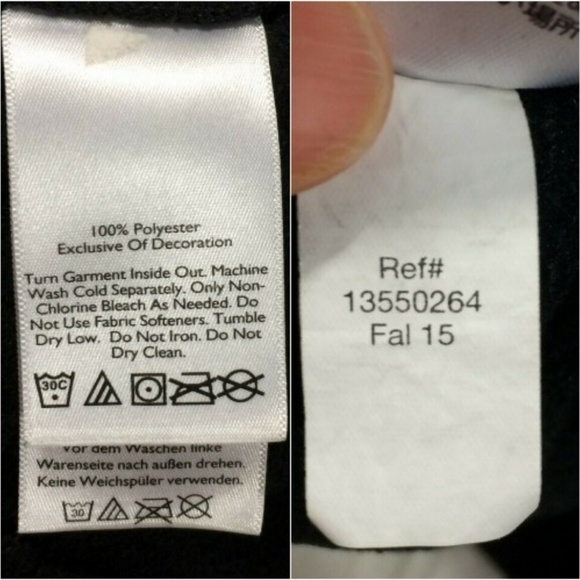 100% Polyester
Exclusive Of Decoration
Turn Garment Inside Out. Machine
Wash Cold Separately. Only Non-
Chlorine Bleach As Needed. Do
Not Use Fabric Softeners. Tumble
Dry Low. Do Not Iron. Do Not
Dry Clean.
30C
Vor dem Waschen linke
Warenseite nach außen drehen.
Keine Weichspüler verwenden.
30
場所
Ref#
13550264
Fal 15